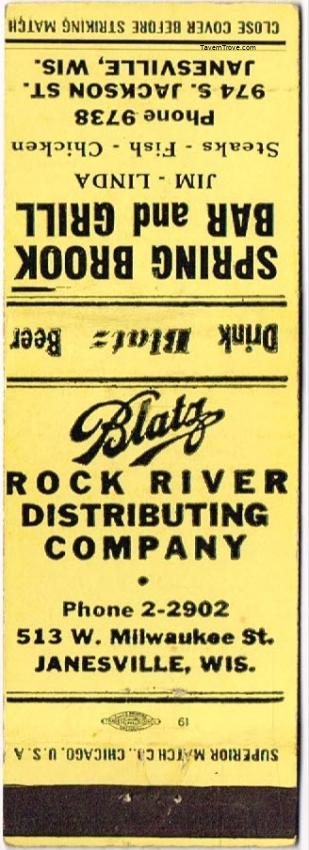 CLOSE COVER BEFORE STRIKING MATCH
TavernTrove.com
SPRING BROOK
BAR and GRILL
JIM - LINDA
Steaks - Fish - Chicken
Phone 9738
974 S. JACKSON ST.
JANESVILLE, WIS.
Drink Blatz Beer
Blatz
ROCK RIVER
DISTRIBUTING
COMPANY
•
Phone 2-2902
513 W. Milwaukee St.
JANESVILLE, WIS.
19
SUPERIOR MATCH CO., CHICAGO, U.S.A